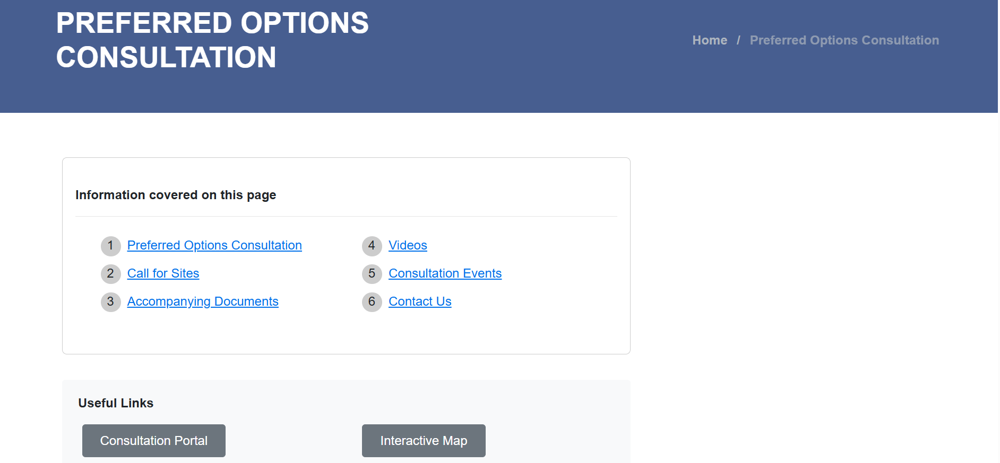 PREFERRED OPTIONS
CONSULTATION
Home / Preferred Options Consultation
Information covered on this page
1 Preferred Options Consultation
2 Call for Sites
3 Accompanying Documents
4 Videos
5 Consultation Events
6 Contact Us
Useful Links
Consultation Portal
Interactive Map